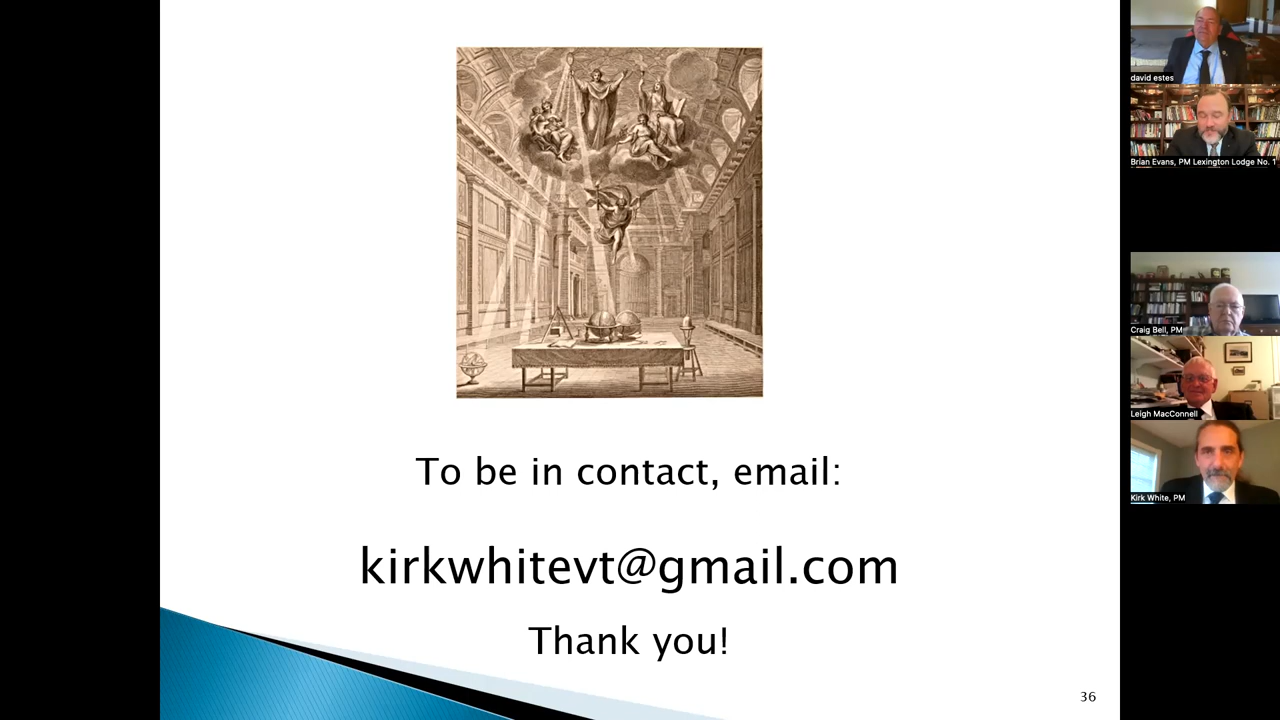 To be in contact, email:
kirkwhitevt@gmail.com
Thank you!
36
david estes
Brian Evans, PM Lexington Lodge No. 1
Craig Bell, PM
Leigh MacConnell
Kirk White, PM